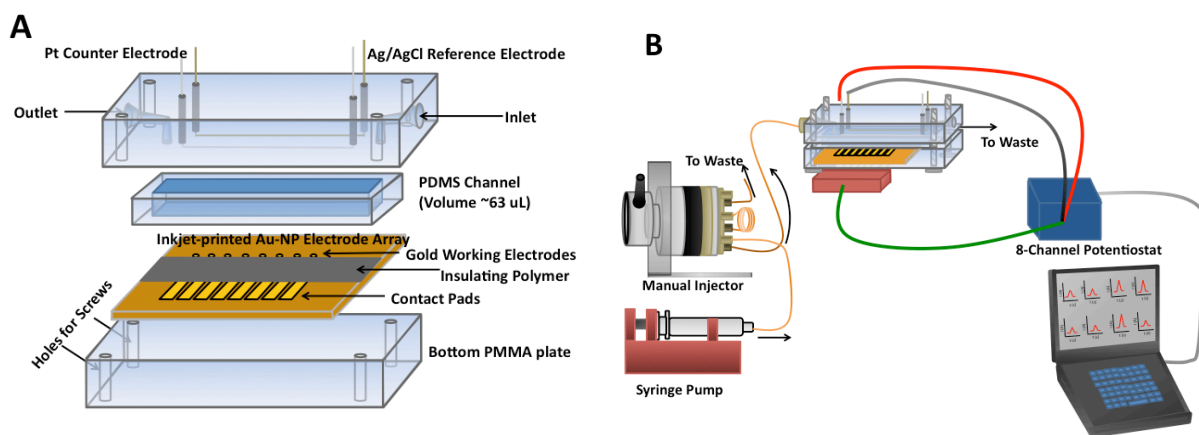 A
Pt Counter Electrode
Ag/AgCl Reference Electrode
Outlet
Inlet
PDMS Channel
(Volume ~63 uL)
Inkjet-printed Au-NP Electrode Array
Gold Working Electrodes
Insulating Polymer
Contact Pads
Holes for Screws
Bottom PMMA plate
B
To Waste
To Waste
8-Channel Potentiostat
Manual Injector
Syringe Pump